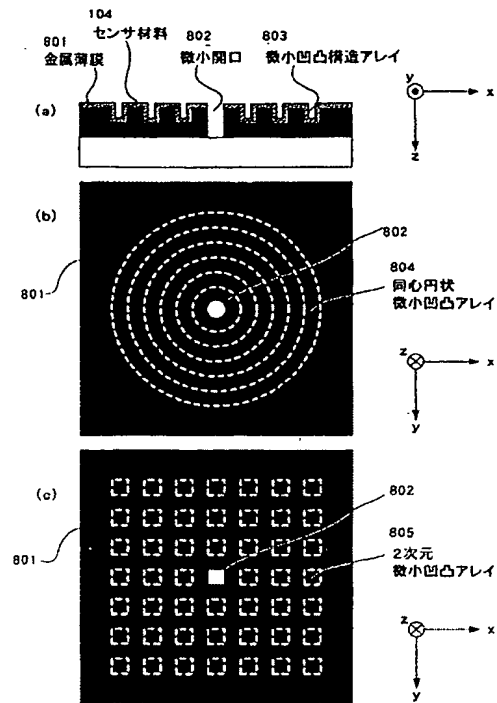 801
金属薄膜
104
センサ材料
802
微小開口
803
微小凹凸構造アレイ
(a)
y
x
z
(b)
802
801
804
同心円状
微小凹凸アレイ
z
x
y
(c)
802
801
805
2次元
微小凹凸アレイ
z
x
y